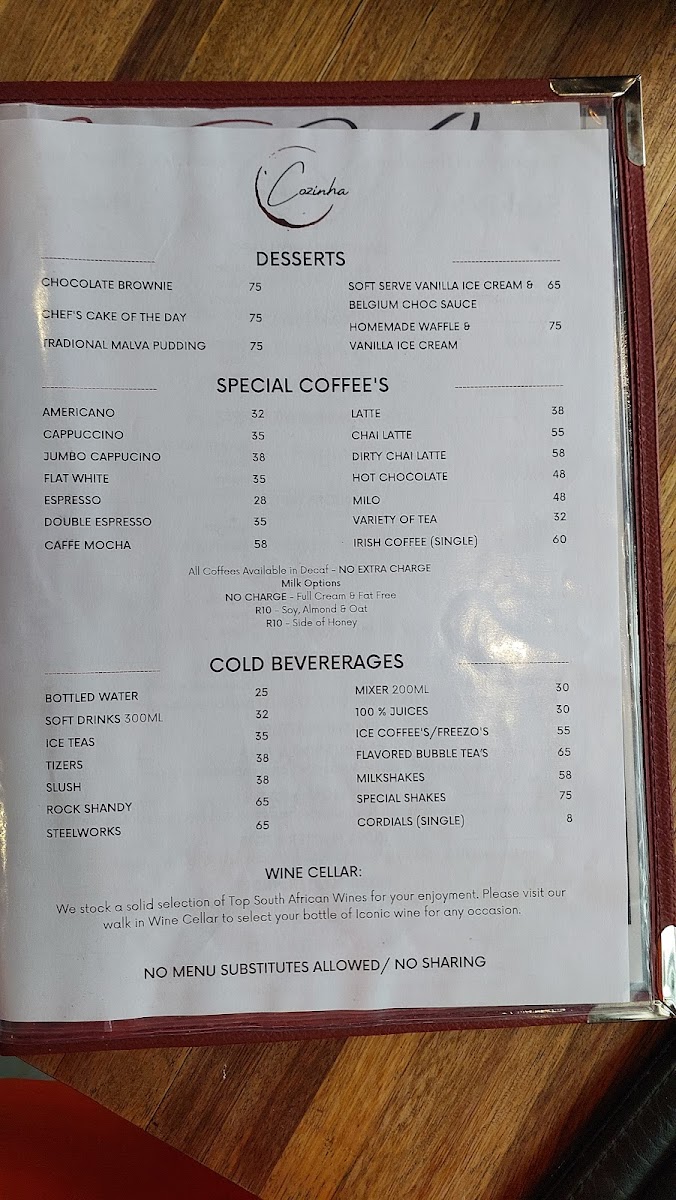 Cozinha
DESSERTS
CHOCOLATE BROWNIE 75
CHEF'S CAKE OF THE DAY 75
TRADIONAL MALVA PUDDING 75
SOFT SERVE VANILLA ICE CREAM & 65
BELGIUM CHOC SAUCE
HOMEMADE WAFFLE & 75
VANILLA ICE CREAM
SPECIAL COFFEE'S
AMERICANO 32
CAPPUCCINO 35
JUMBO CAPPUCINO 38
FLAT WHITE 35
ESPRESSO 28
DOUBLE ESPRESSO 35
CAFFE MOCHA 58
LATTE 38
CHAI LATTE 55
DIRTY CHAI LATTE 58
HOT CHOCOLATE 48
MILO 48
VARIETY OF TEA 32
IRISH COFFEE (SINGLE) 60
All Coffees Available in Decaf - NO EXTRA CHARGE
Milk Options
NO CHARGE - Full Cream & Fat Free
R10 - Soy, Almond & Oat
R10 - Side of Honey
COLD BEVERERAGES
BOTTLED WATER 25
SOFT DRINKS 300ML 32
ICE TEAS 35
TIZERS 38
SLUSH 38
ROCK SHANDY 65
STEELWORKS 65
MIXER 200ML 30
100 % JUICES 30
ICE COFFEE'S/FREEZO'S 55
FLAVORED BUBBLE TEA'S 65
MILKSHAKES 58
SPECIAL SHAKES 75
CORDIALS (SINGLE) 8
WINE CELLAR:
We stock a solid selection of Top South African Wines for your enjoyment. Please visit our
walk in Wine Cellar to select your bottle of Iconic wine for any occasion.
NO MENU SUBSTITUTES ALLOWED/ NO SHARING